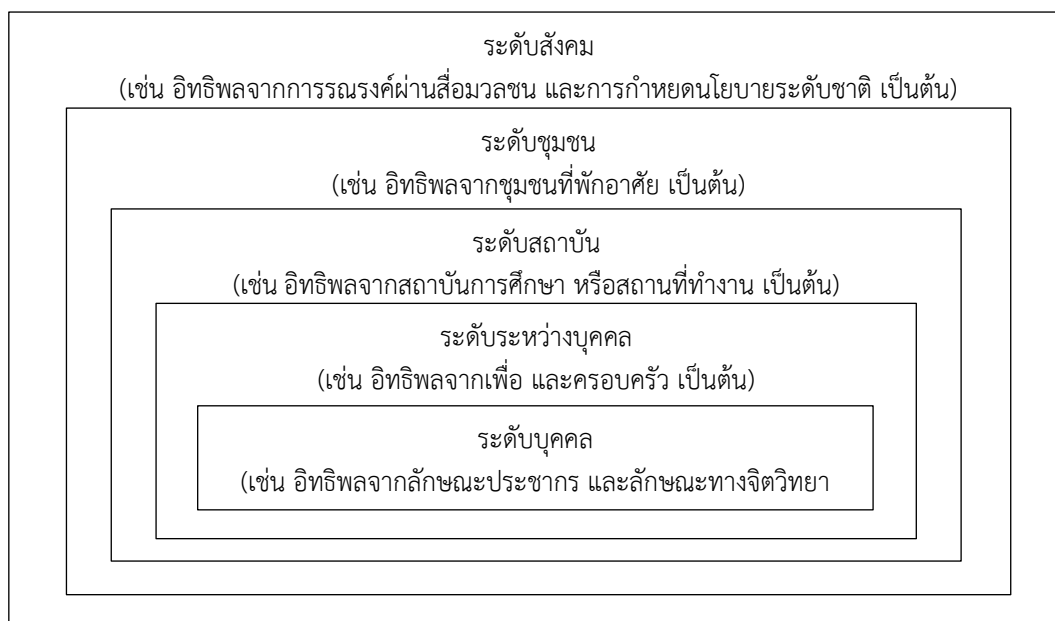 ระดับสังคม
(เช่น อิทธิพลจากการรณรงค์ผ่านสื่อมวลชน และการกำหยดนโยบายระดับชาติ เป็นต้น)
ระดับชุมชน
(เช่น อิทธิพลจากชุมชนที่พักอาศัย เป็นต้น)
ระดับสถาบัน
(เช่น อิทธิพลจากสถาบันการศึกษา หรือสถานที่ทำงาน เป็นต้น)
ระดับระหว่างบุคคล
(เช่น อิทธิพลจากเพื่อ และครอบครัว เป็นต้น)
ระดับบุคคล
(เช่น อิทธิพลจากลักษณะประชากร และลักษณะทางจิตวิทยา